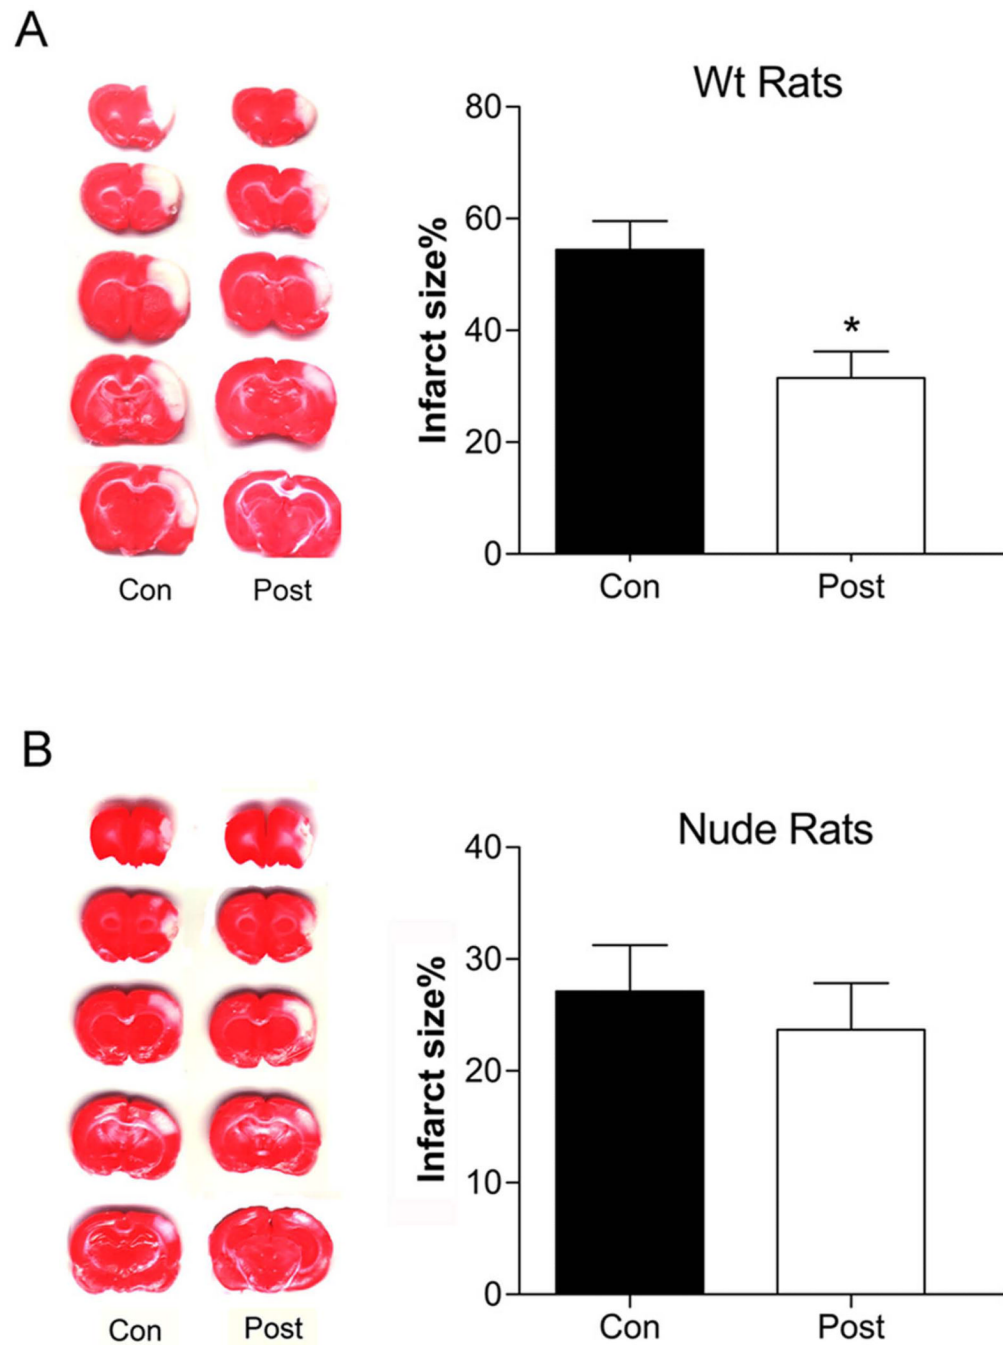 A
Wt Rats
80
60
40
20
0
Infarct size%
*
Con
Post
Con
Post
B
Nude Rats
40
30
20
10
0
Infarct size%
Con
Post
Con
Post